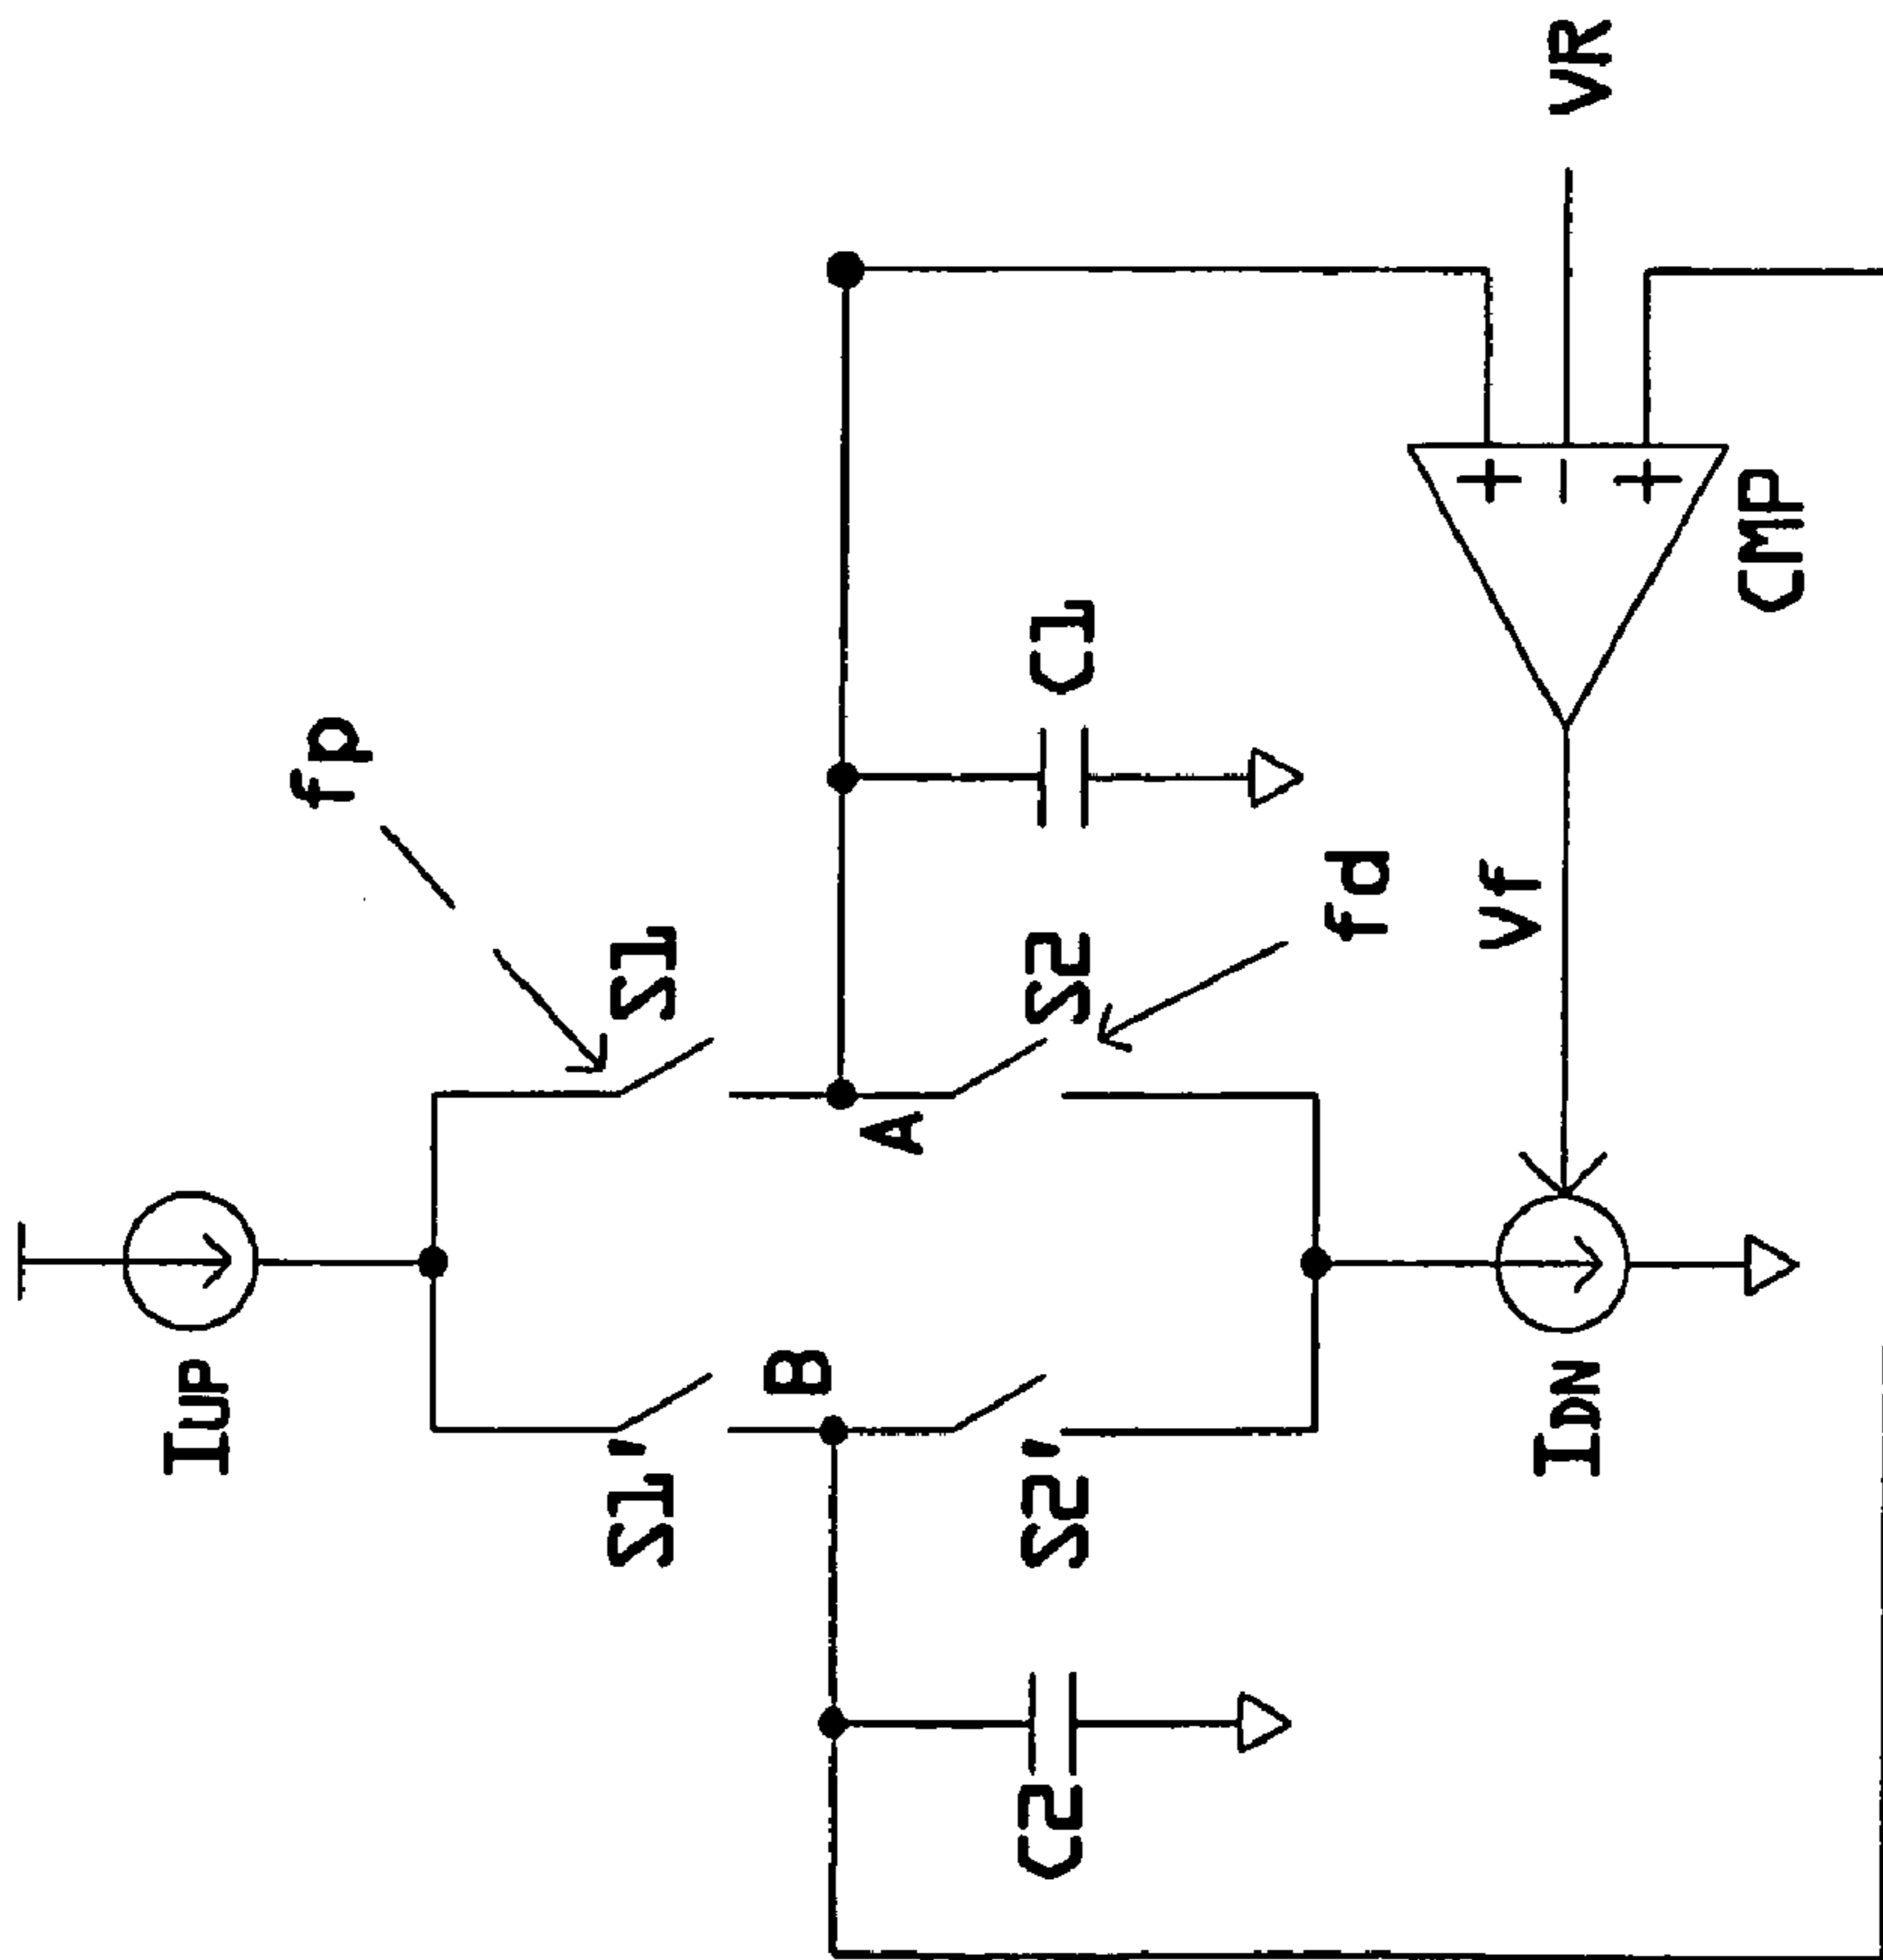 IUP
fp
S1'
S1
B
A
C2
S2'
S2
C1
fd
Vf
IDN
VR
+
−
+
CMP